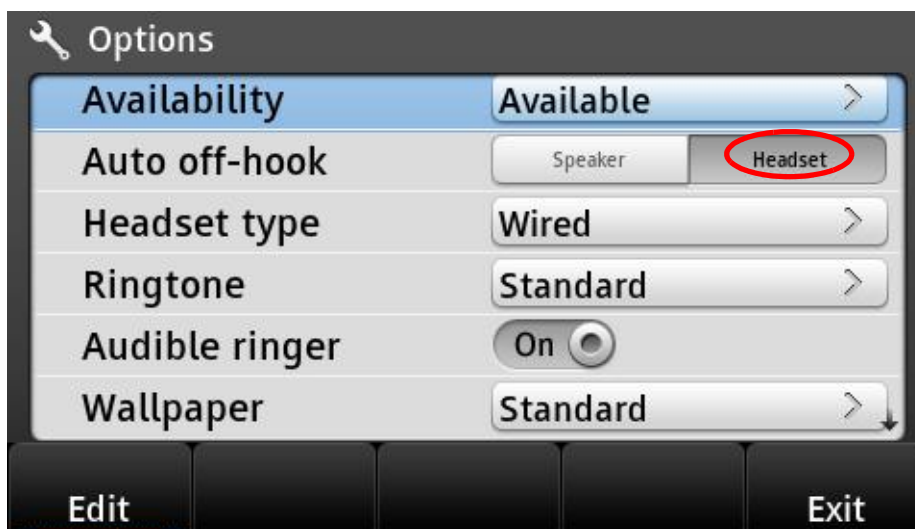 Options
Availability Available
Auto off-hook Speaker Headset
Headset type Wired
Ringtone Standard
Audible ringer On
Wallpaper Standard
Edit Exit